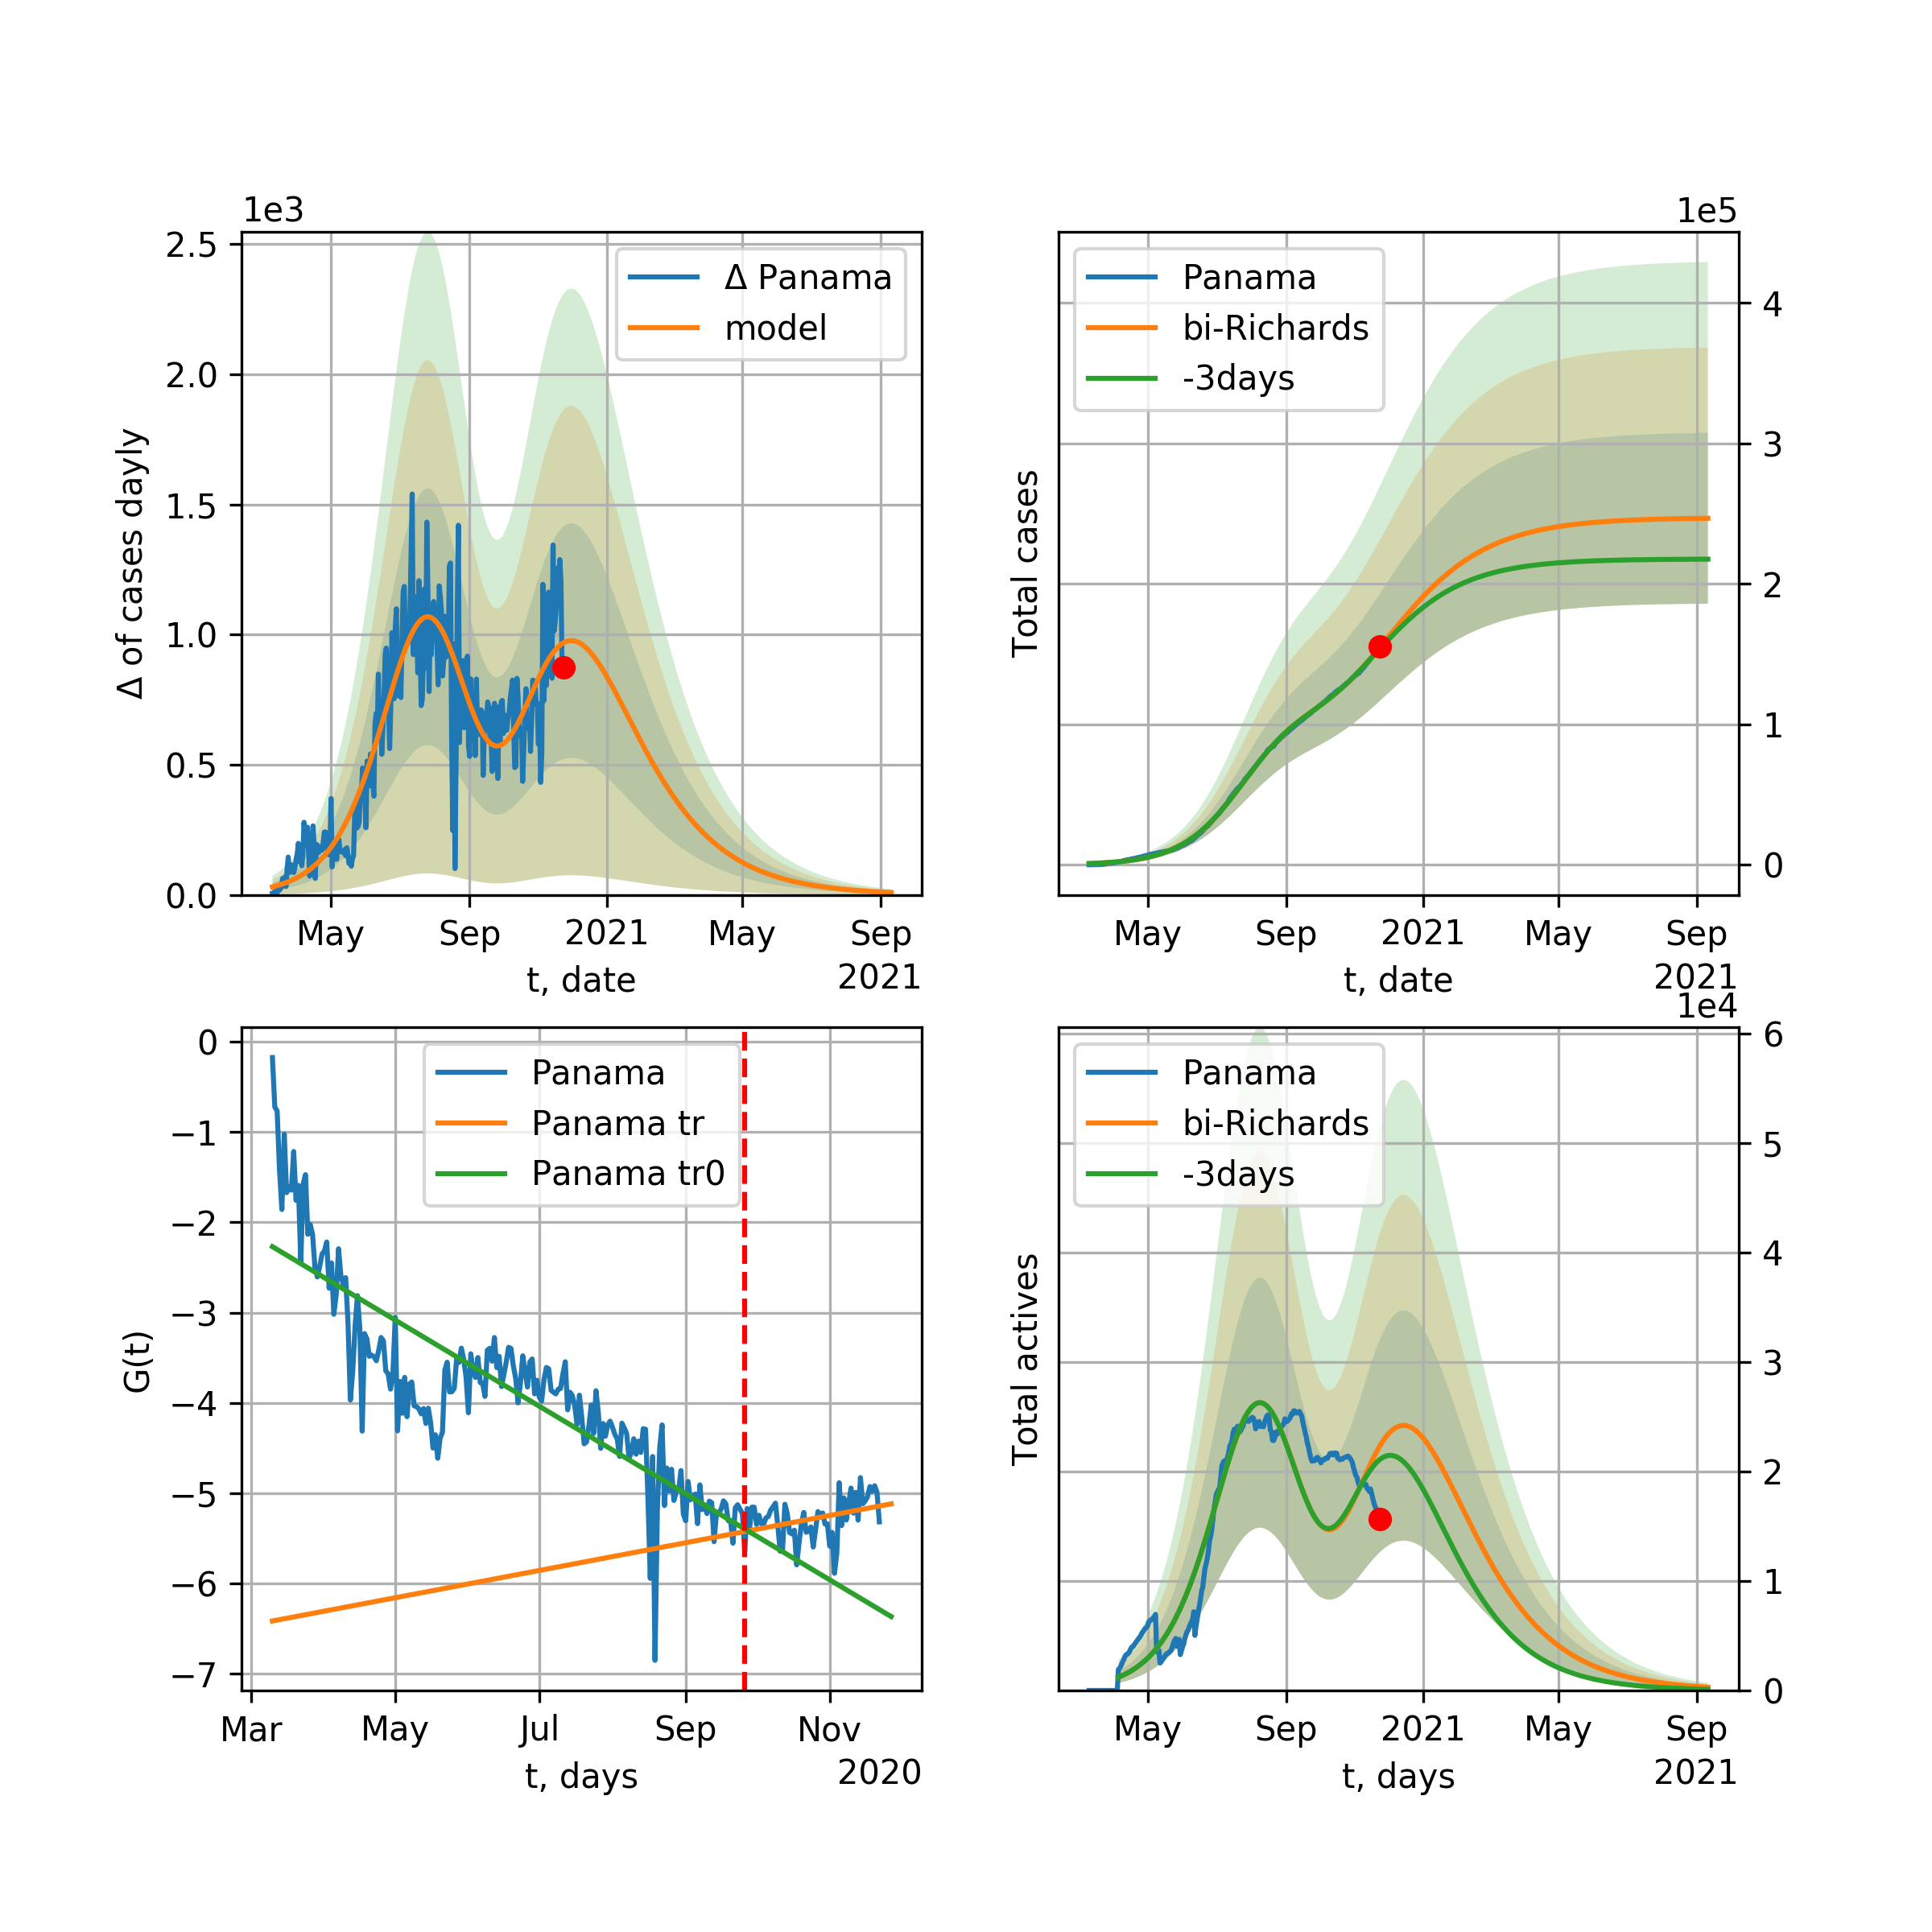 1e3
2.5
2.0
1.5
1.0
0.5
0.0
Δ of cases dayly
Δ Panama
model
May Sep 2021 May Sep
2021
t, date
1e5
Panama
bi-Richards
-3days
Total cases
4
3
2
1
0
May Sep 2021 May Sep
2021
t, date
0
−1
−2
−3
−4
−5
−6
−7
G(t)
Panama
Panama tr
Panama tr0
Mar May Jul Sep Nov
2020
t, days
1e4
Panama
bi-Richards
-3days
Total actives
6
5
4
3
2
1
0
May Sep 2021 May Sep
2021
t, days